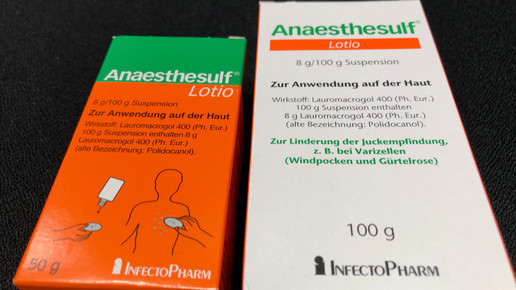 Anaesthesulf®
Lotio
8 g/100 g Suspension
Zur Anwendung auf der Haut
Wirkstoff: Lauromacrogol 400 (Ph. Eur.)
100 g Suspension enthalten 8 g
Lauromacrogol 400 (Ph. Eur.)
(alte Bezeichnung: Polidocanol).
50 g
INFECTOPHARM
Anaesthesulf®
Lotio
8 g/100 g Suspension
Zur Anwendung auf der Haut
Wirkstoff: Lauromacrogol 400 (Ph. Eur.)
100 g Suspension enthalten
8 g Lauromacrogol 400 (Ph. Eur.)
(alte Bezeichnung: Polidocanol).
Zur Linderung der Juckempfindung,
z. B. bei Varizellen
(Windpocken und Gürtelrose)
100 g
INFECTOPHARM